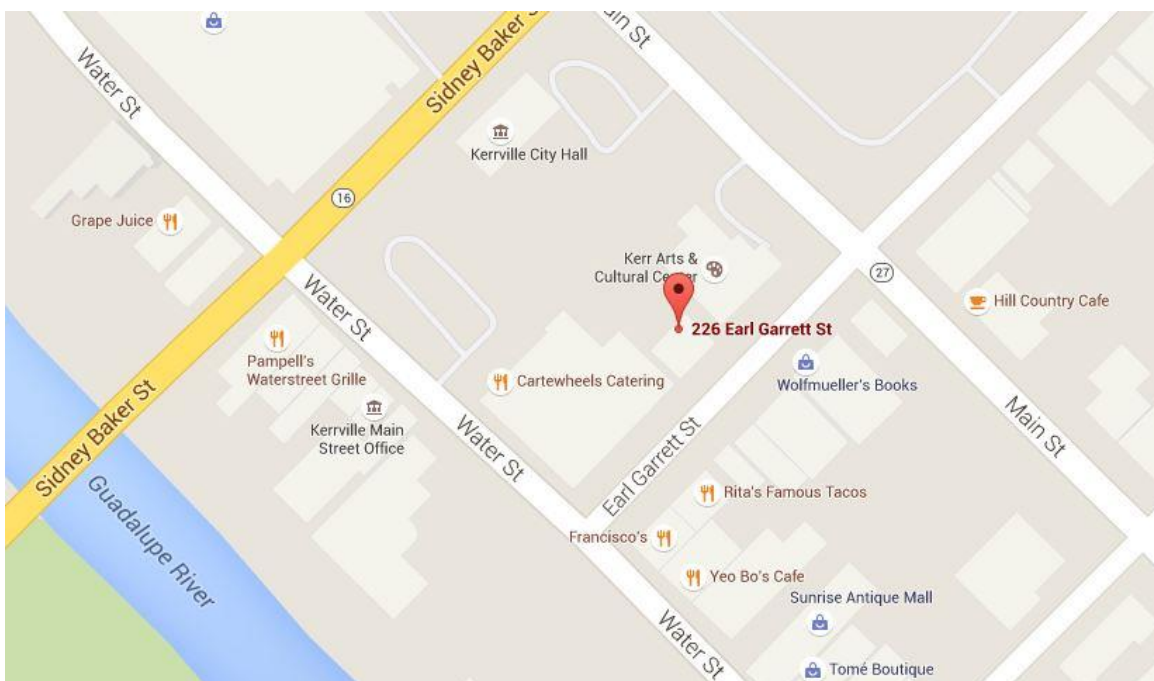 Main St
Sidney Baker St
Water St
Kerrville City Hall
16
Grape Juice
Kerr Arts &
Cultural Center
27
Hill Country Cafe
Water St
226 Earl Garrett St
Pampell's
Waterstreet Grille
Wolfmueller's Books
Cartewheels Catering
Sidney Baker St
Kerrville Main
Street Office
Main St
Water St
Earl Garrett St
Guadalupe River
Rita's Famous Tacos
Francisco's
Yeo Bo's Cafe
Sunrise Antique Mall
Water St
Tomé Boutique